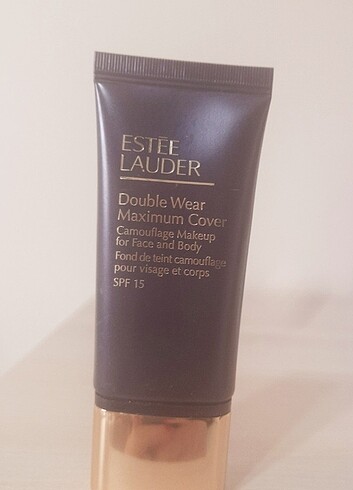 ESTĒE
LAUDER
Double Wear
Maximum Cover
Camouflage Makeup
for Face and Body
Fond de teint camouflage
pour visage et corps
SPF 15